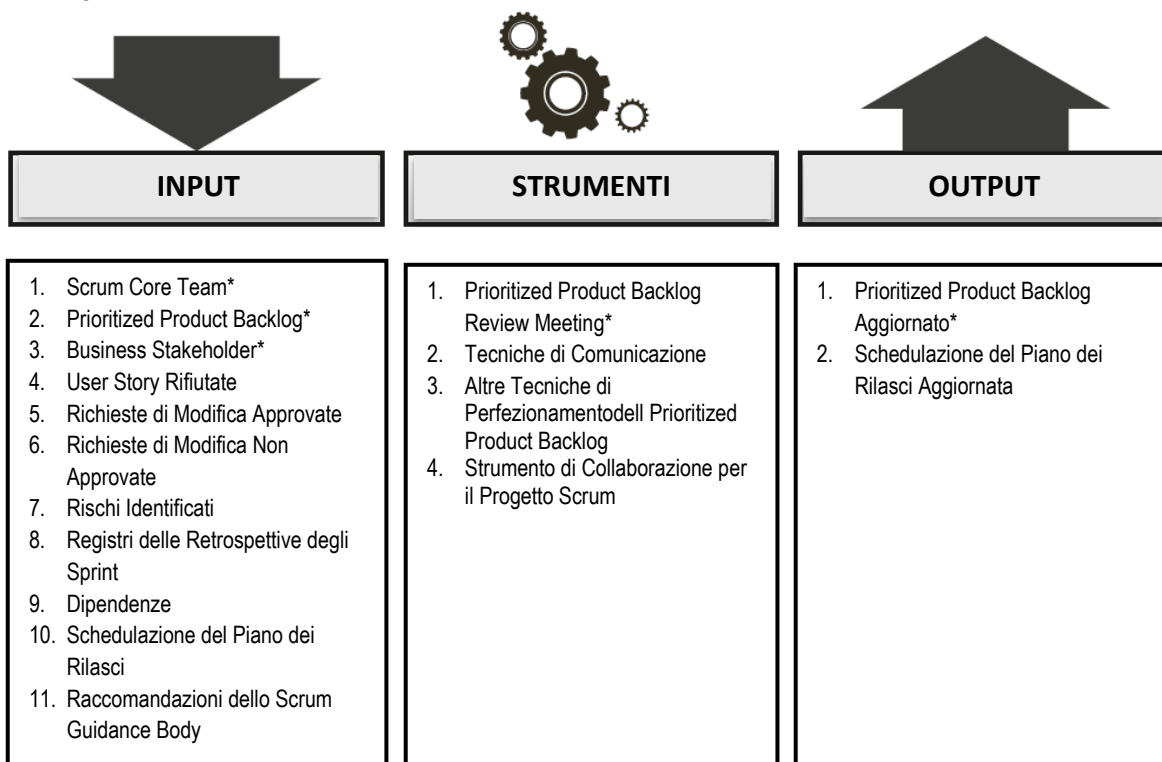 INPUT
STRUMENTI
OUTPUT
1. Scrum Core Team*
2. Prioritized Product Backlog*
3. Business Stakeholder*
4. User Story Rifiutate
5. Richieste di Modifica Approvate
6. Richieste di Modifica Non
Approvate
7. Rischi Identificati
8. Registri delle Retrospettive degli
Sprint
9. Dipendenze
10. Schedulazione del Piano dei
Rilasci
11. Raccomandazioni dello Scrum
Guidance Body
1. Prioritized Product Backlog
Review Meeting*
2. Tecniche di Comunicazione
3. Altre Tecniche di
Perfezionamentodell Prioritized
Product Backlog
4. Strumento di Collaborazione per
il Progetto Scrum
1. Prioritized Product Backlog
Aggiornato*
2. Schedulazione del Piano dei
Rilasci Aggiornata